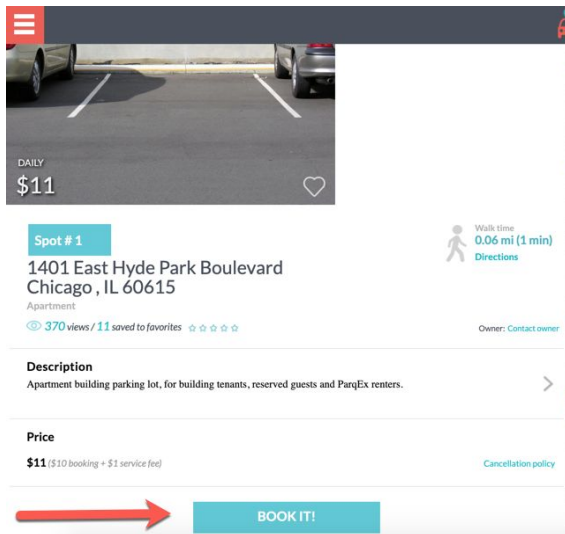 DAILY
$11
Spot # 1
1401 East Hyde Park Boulevard
Chicago , IL 60615
Apartment
370 views / 11 saved to favorites
Walk time
0.06 mi (1 min)
Directions
Owner: Contact owner
Description
Apartment building parking lot, for building tenants, reserved guests and ParqEx renters.
Price
$11 ($10 booking + $1 service fee)
Cancellation policy
BOOK IT!